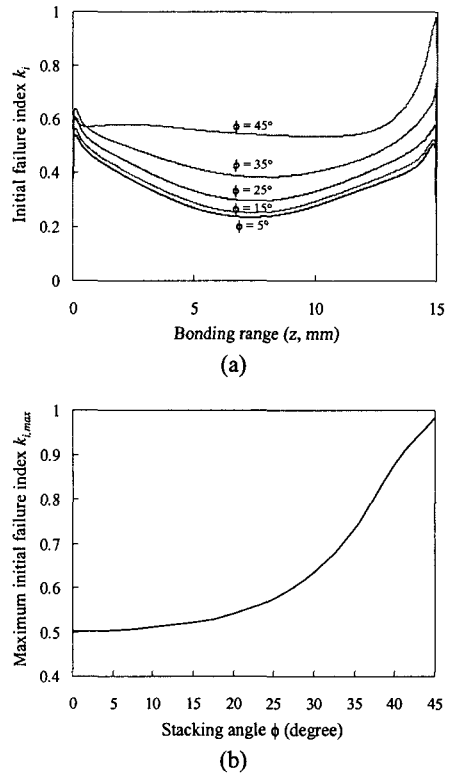 1
0.8
0.6
0.4
0.2
0
Initial failure index k_i
ϕ = 45°
ϕ = 35°
ϕ = 25°
ϕ = 15°
ϕ = 5°
0 5 10 15
Bonding range (z, mm)
(a)
1
0.9
0.8
0.7
0.6
0.5
0.4
Maximum initial failure index k_i,max
0 5 10 15 20 25 30 35 40 45
Stacking angle ϕ (degree)
(b)